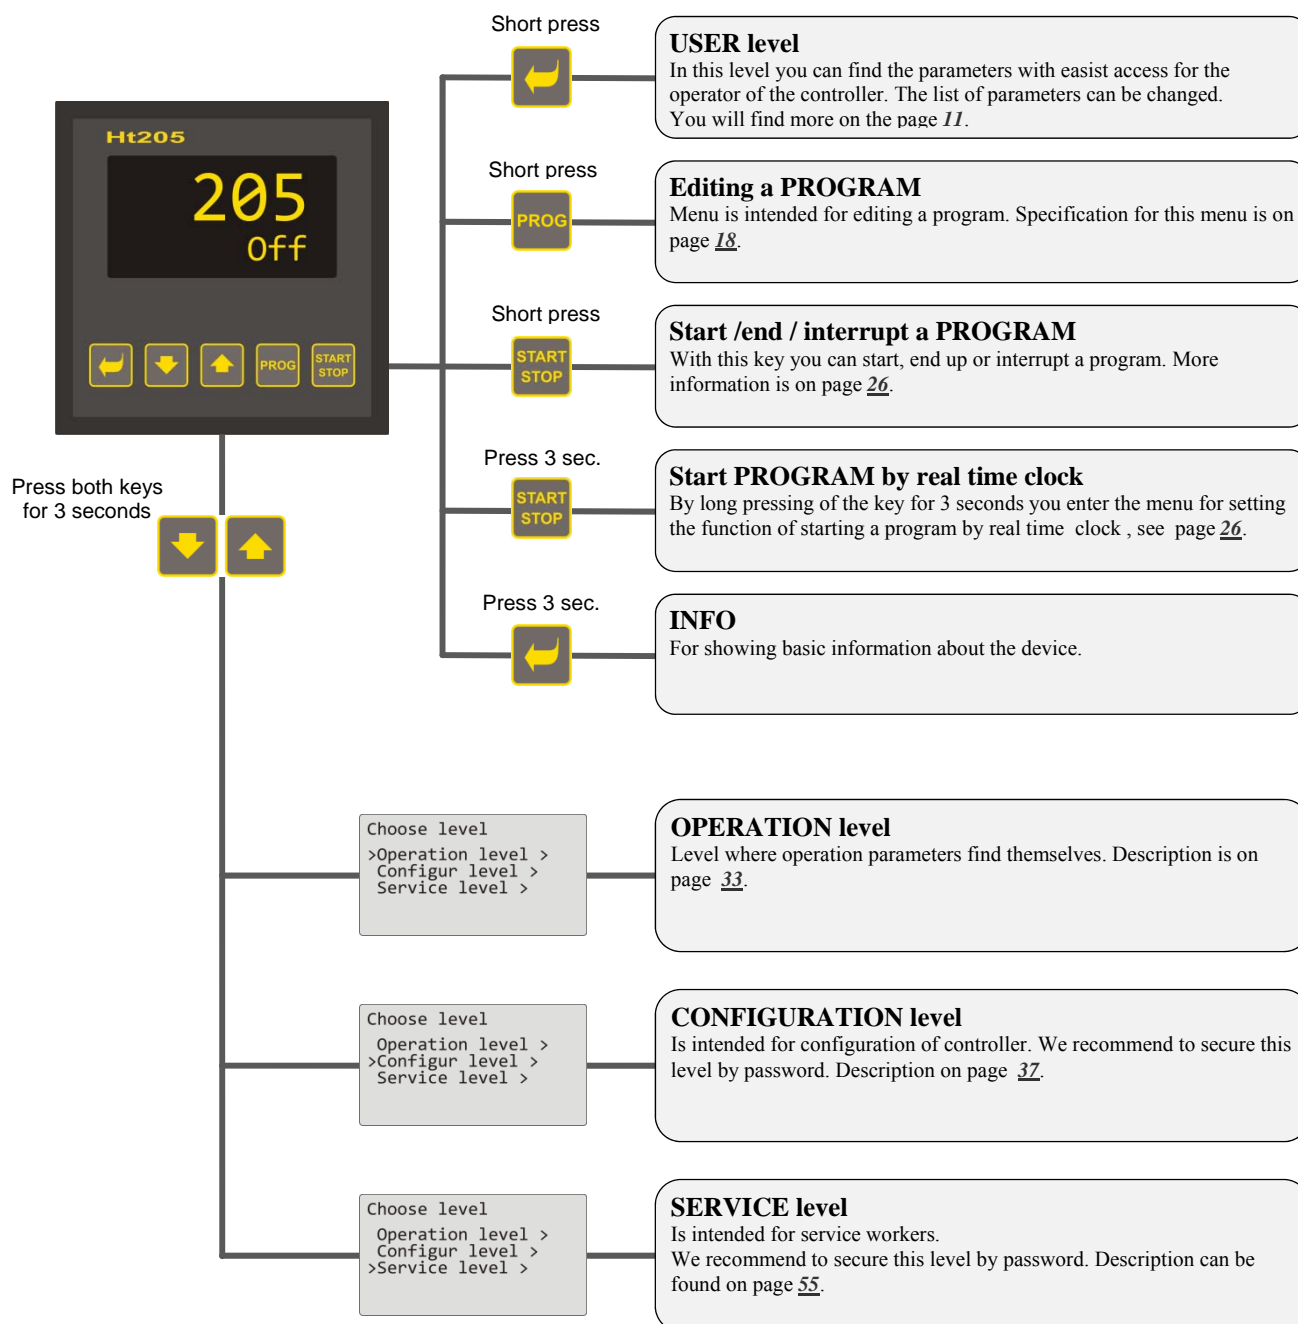 Short press
USER level
In this level you can find the parameters with easist access for the
operator of the controller. The list of parameters can be changed.
You will find more on the page 11.
Ht205
205
Off
PROG
START
STOP
Short press
PROG
Editing a PROGRAM
Menu is intended for editing a program. Specification for this menu is on
page 18.
Short press
START
STOP
Start /end / interrupt a PROGRAM
With this key you can start, end up or interrupt a program. More
information is on page 26.
Press 3 sec.
START
STOP
Start PROGRAM by real time clock
By long pressing of the key for 3 seconds you enter the menu for setting
the function of starting a program by real time clock , see page 26.
Press both keys
for 3 seconds
Press 3 sec.
INFO
For showing basic information about the device.
Choose level
>Operation level >
Configur level >
Service level >
OPERATION level
Level where operation parameters find themselves. Description is on
page 33.
Choose level
Operation level >
>Configur level >
Service level >
CONFIGURATION level
Is intended for configuration of controller. We recommend to secure this
level by password. Description on page 37.
Choose level
Operation level >
Configur level >
>Service level >
SERVICE level
Is intended for service workers.
We recommend to secure this level by password. Description can be
found on page 55.